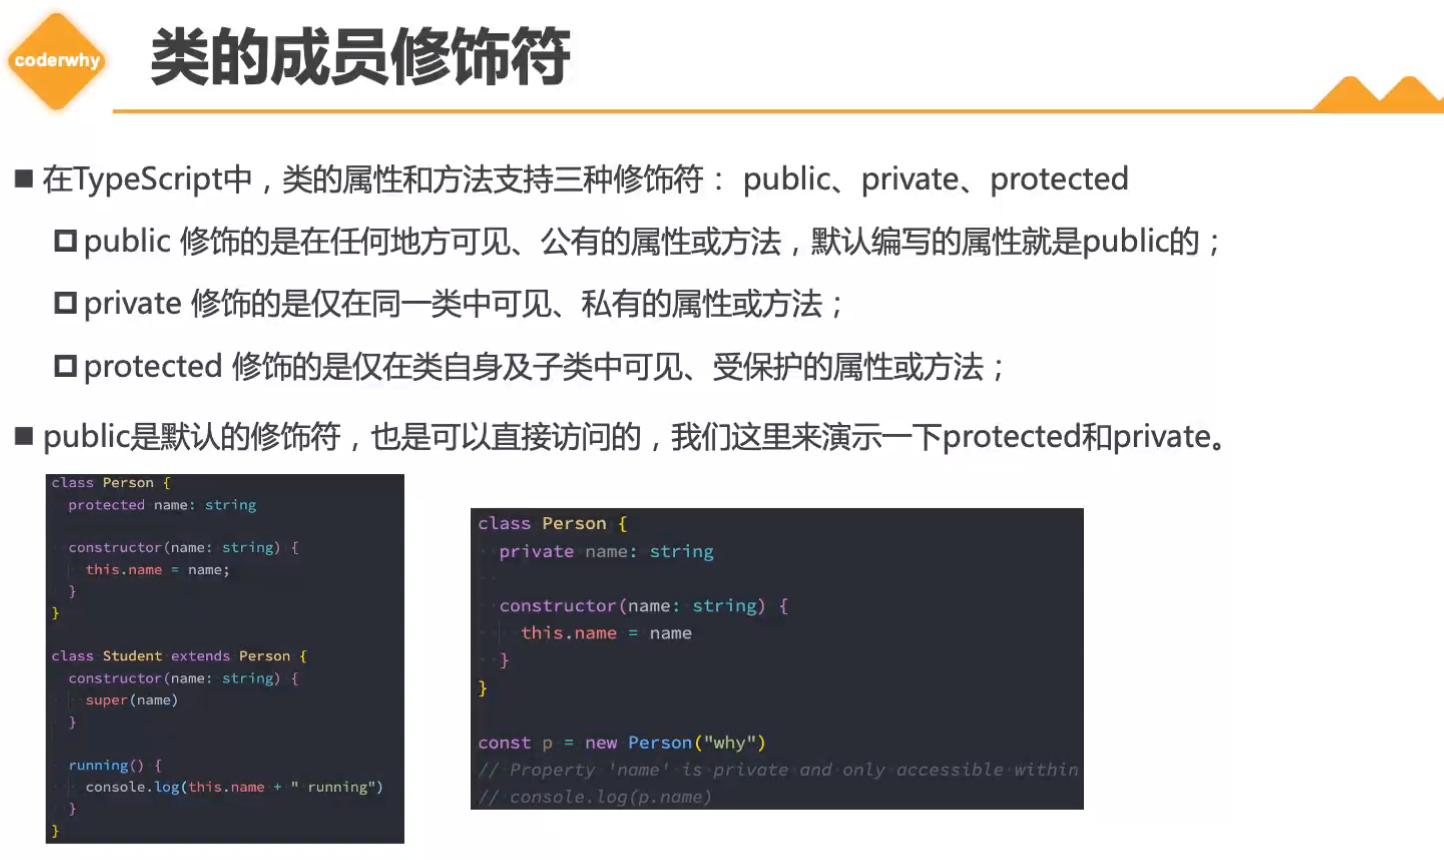 coderwhy
类的成员修饰符
在TypeScript中，类的属性和方法支持三种修饰符： public、private、protected
public 修饰的是在任何地方可见、公有的属性或方法，默认编写的属性就是public的；
private 修饰的是仅在同一类中可见、私有的属性或方法；
protected 修饰的是仅在类自身及子类中可见、受保护的属性或方法；
public是默认的修饰符，也是可以直接访问的，我们这里来演示一下protected和private。
class Person {
protected name: string
constructor(name: string) {
this.name = name;
}
}
class Student extends Person {
constructor(name: string) {
super(name)
}
running() {
console.log(this.name + " running")
}
}
class Person {
private name: string
constructor(name: string) {
this.name = name
}
}
const p = new Person("why")
// Property 'name' is private and only accessible within
// console.log(p.name)